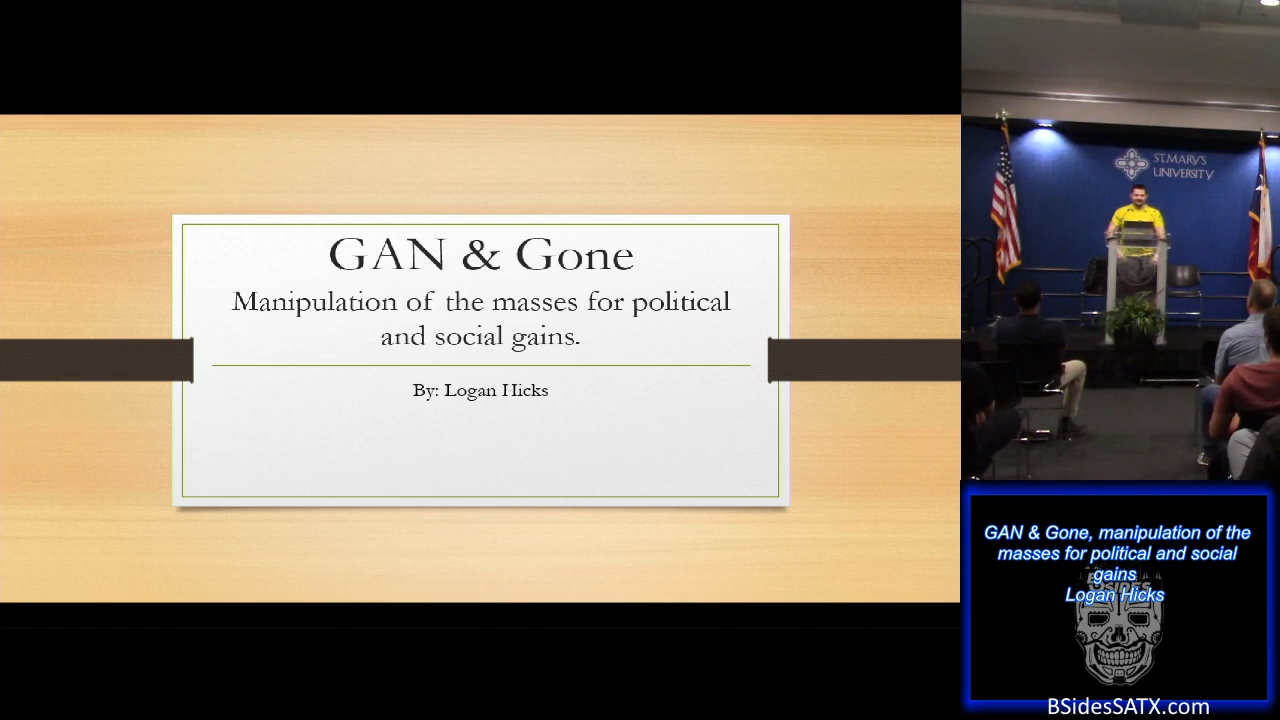 GAN & Gone
Manipulation of the masses for political
and social gains.
By: Logan Hicks
ST. MARY'S
UNIVERSITY
GAN & Gone, manipulation of the
masses for political and social
gains
Logan Hicks
BSIDES
BSidesSATX.com